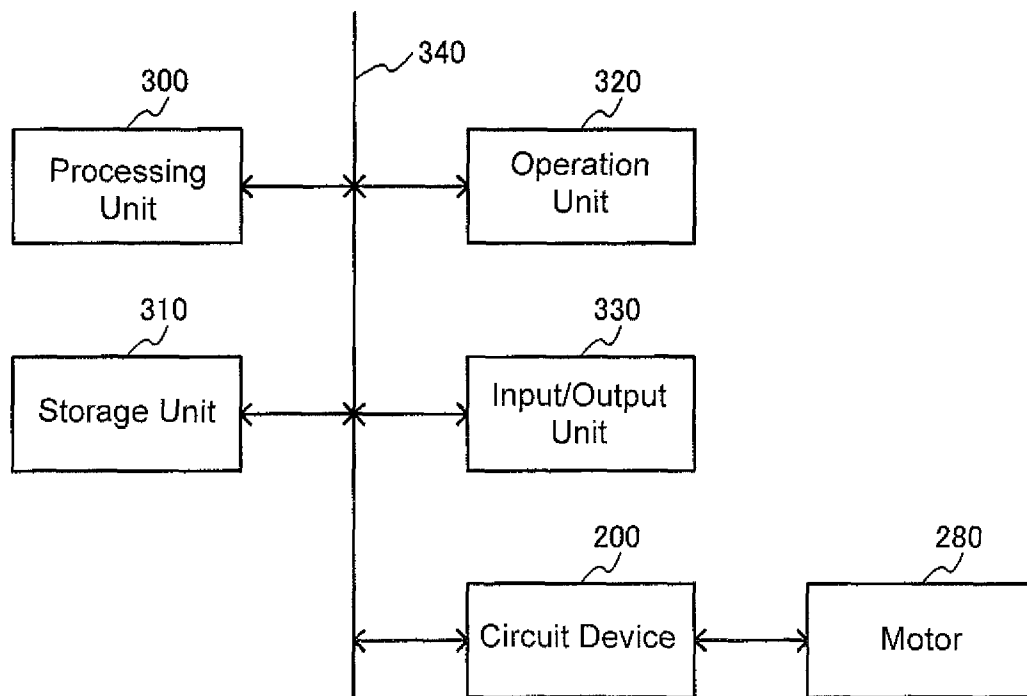 340
300
320
Processing
Unit
Operation
Unit
310
330
Storage Unit
Input/Output
Unit
200
280
Circuit Device
Motor